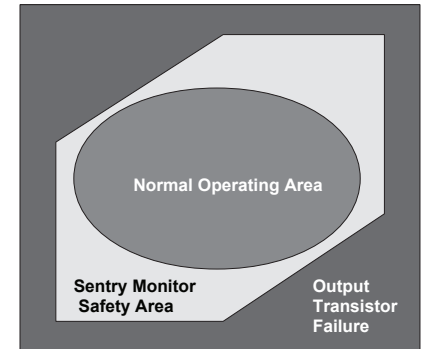 Normal Operating Area
Sentry Monitor
Safety Area
Output
Transistor
Failure